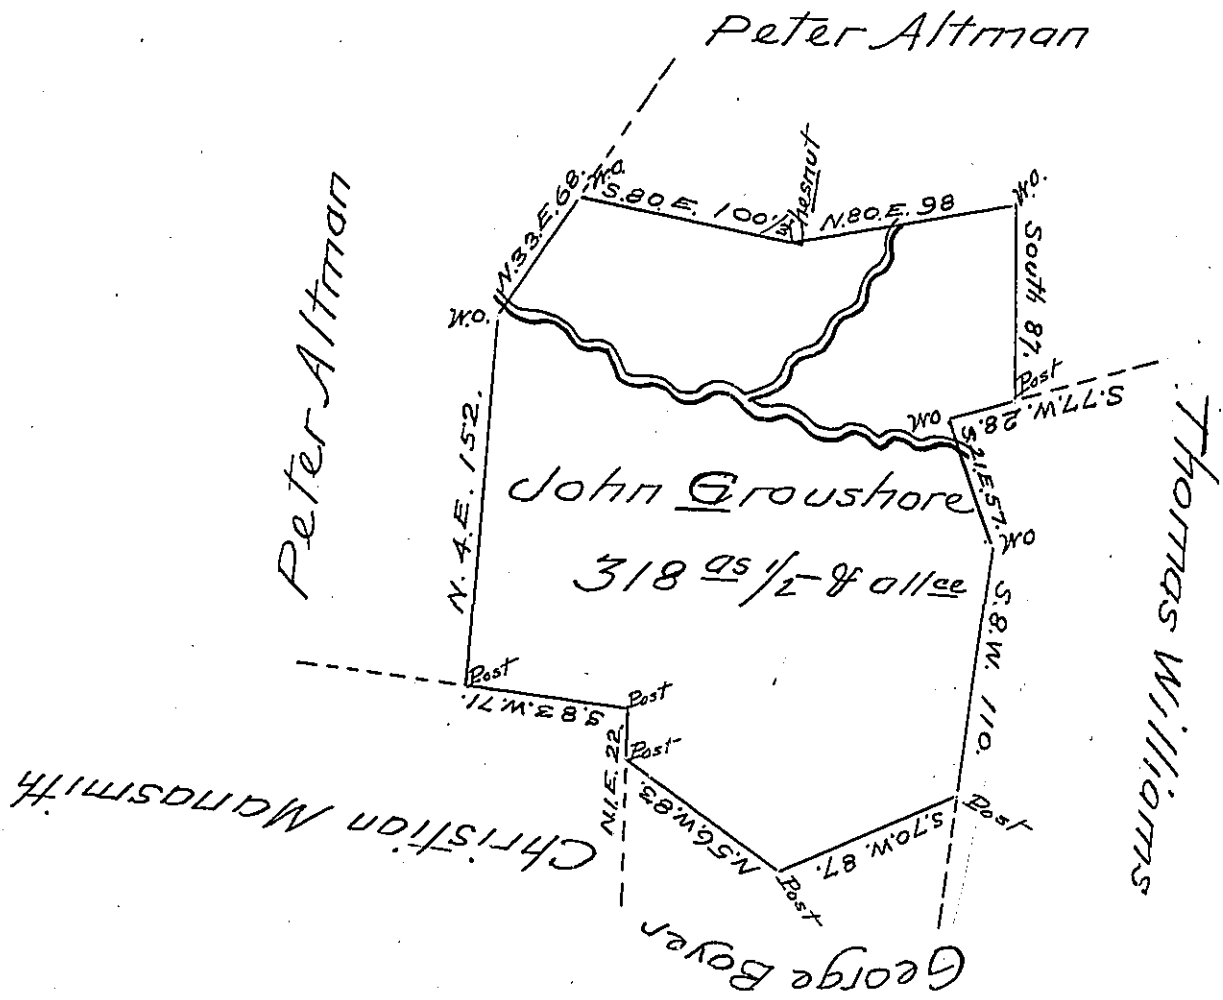 Peter Altman
Peter Altman
N.33.E.68.
W.O.
S.80.E. 100.
Chesnut
N.80.E. 98
W.O.
South 87.
Post
S.77.W. 28.5
W.O
S.21.E.57.
W.O
S.8.W. 110.
Post
S.70.W. 87.
Post
N.56.W.83.
Post
N.1.E. 22
Post
S.83.W.71.
Post
N. 4. E. 152.
W.O.
John Groushore
318 as 1/2 - & allce
Thomas Williams
Christian Manasmith
George Boyer